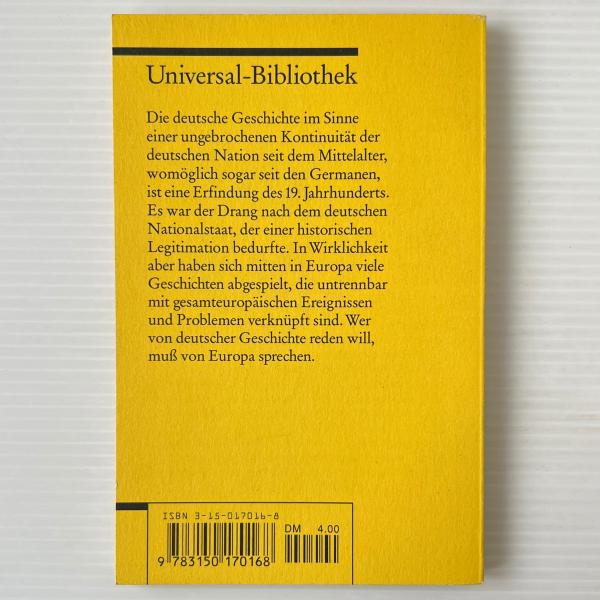 Universal-Bibliothek
Die deutsche Geschichte im Sinne
einer ungebrochenen Kontinuität der
deutschen Nation seit dem Mittelalter,
womöglich sogar seit den Germanen,
ist eine Erfindung des 19. Jahrhunderts.
Es war der Drang nach dem deutschen
Nationalstaat, der einer historischen
Legitimation bedurfte. In Wirklichkeit
aber haben sich mitten in Europa viele
Geschichten abgespielt, die untrennbar
mit gesamteuropäischen Ereignissen
und Problemen verknüpft sind. Wer
von deutscher Geschichte reden will,
muß von Europa sprechen.
ISBN 3-15-017016-8
DM 4.00
9 783150 170168